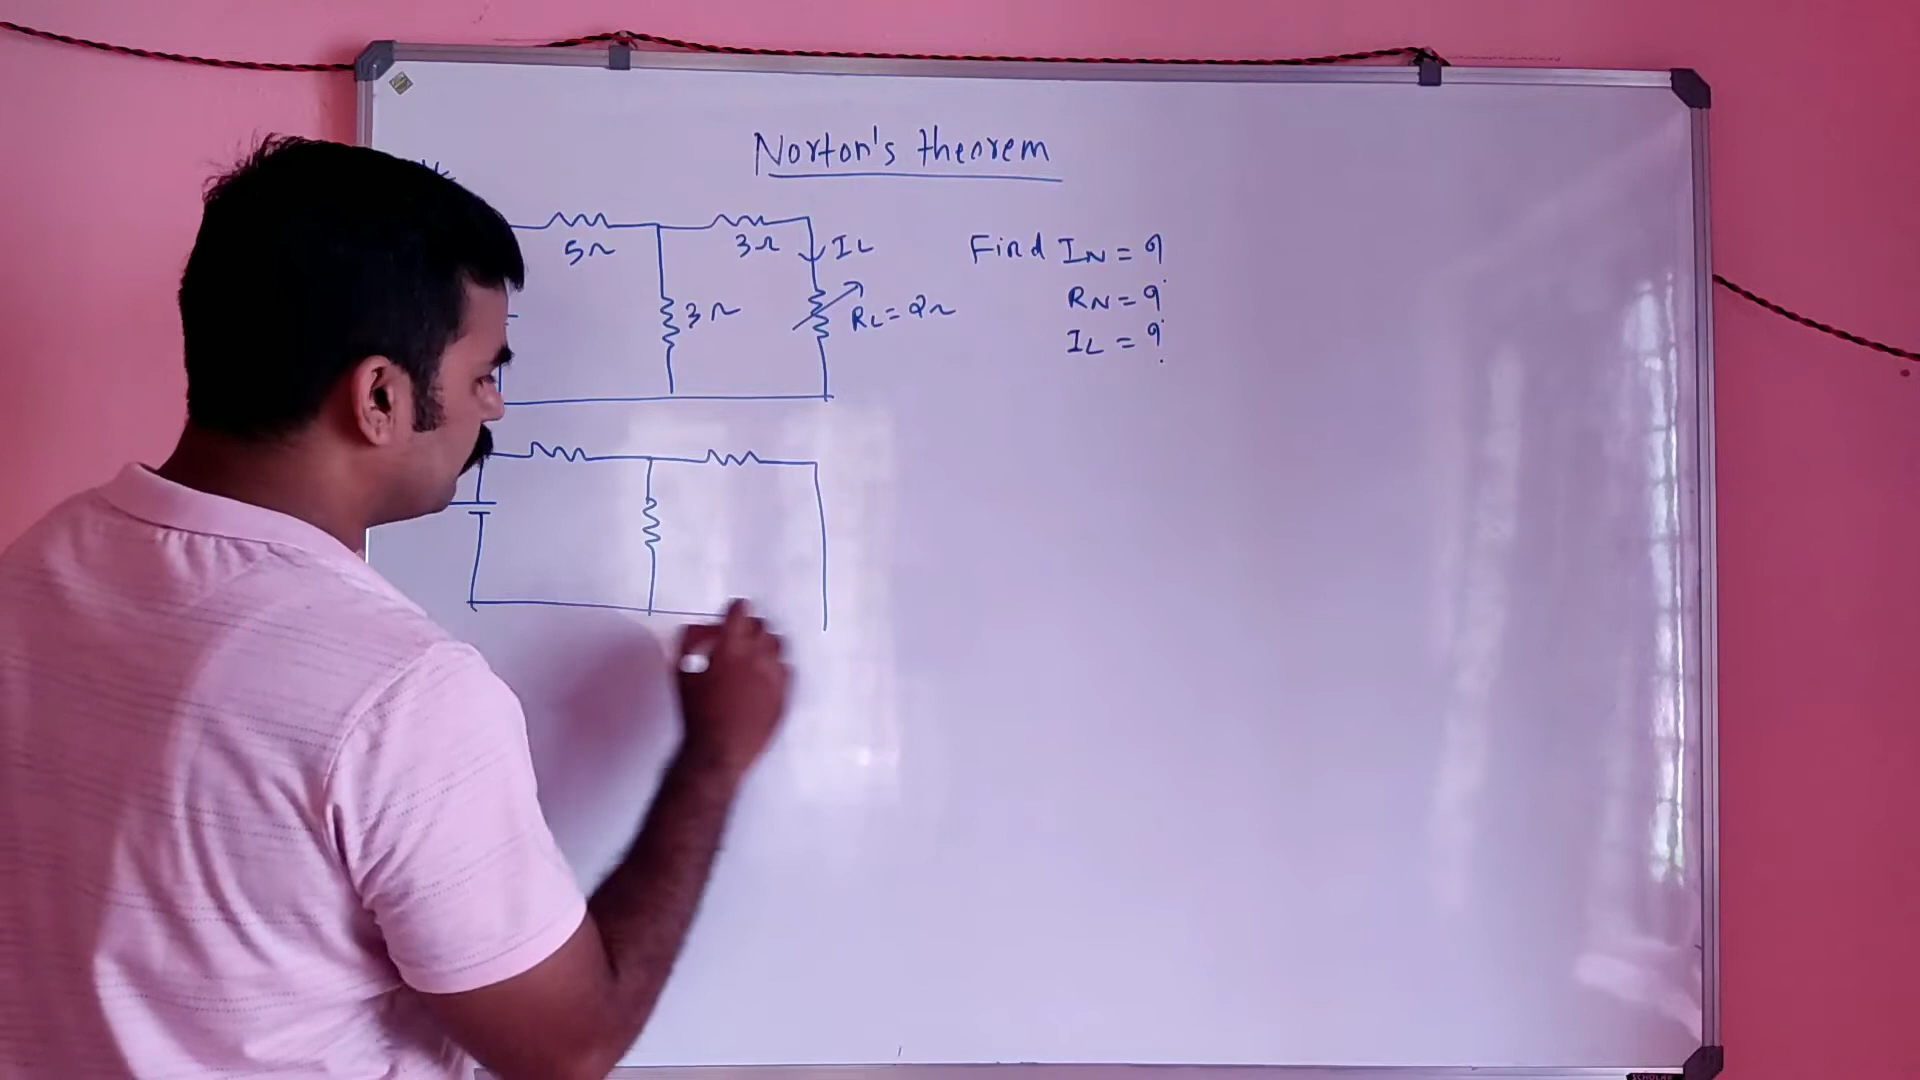 Norton's theorem
5Ω
3Ω
IL
3Ω
RL = 2Ω
Find IN = ?
RN = ?
IL = ?